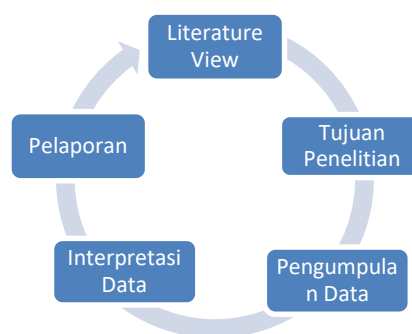 Literature
View
Tujuan
Penelitian
Pengumpula
n Data
Interpretasi
Data
Pelaporan